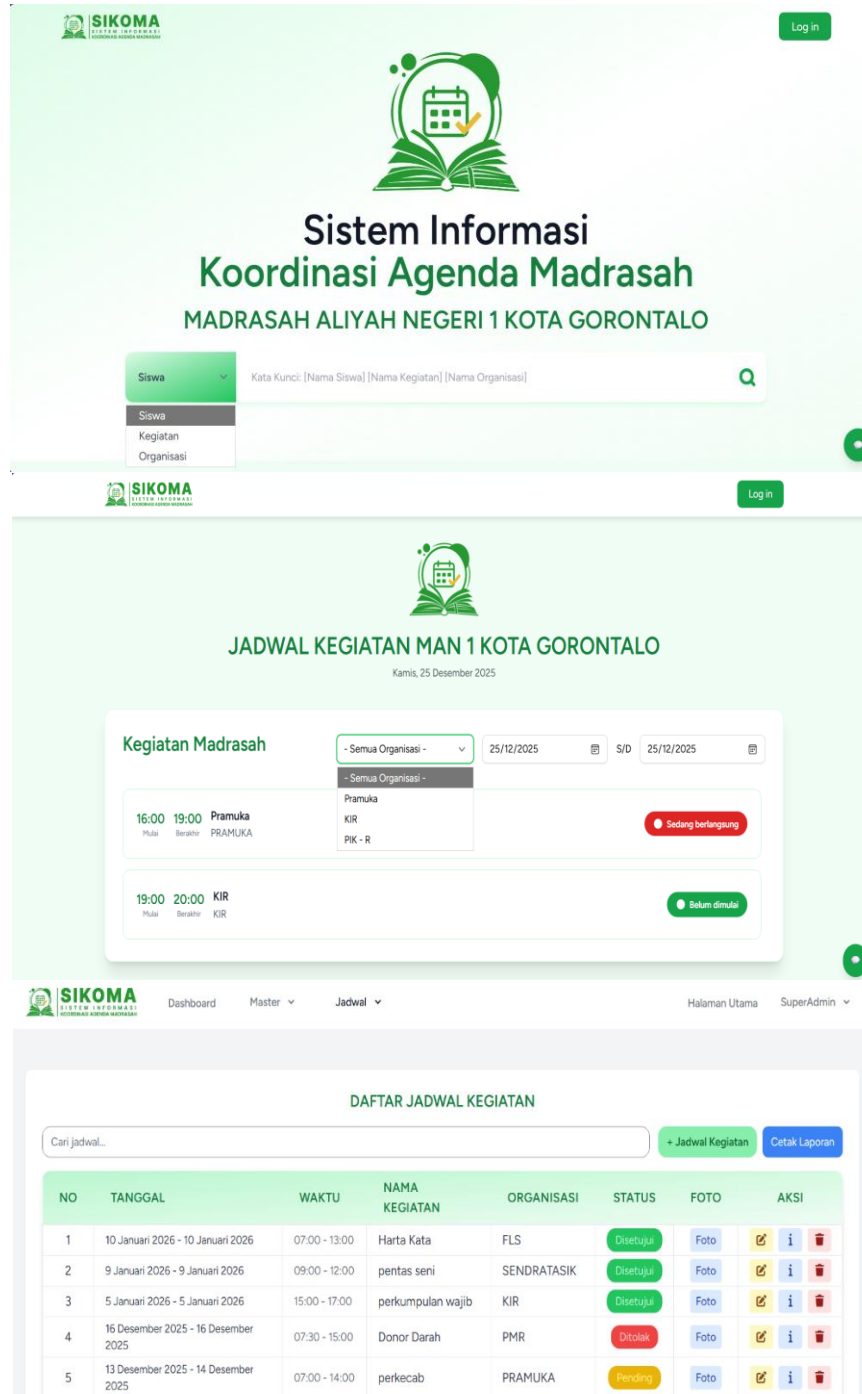 SIKOMA
SISTEM INFORMASI
KOORDINASI AGENDA MADRASAH
Log in
Sistem Informasi
Koordinasi Agenda Madrasah
MADRASAH ALIYAH NEGERI 1 KOTA GORONTALO
Siswa Kata Kunci: [Nama Siswa] [Nama Kegiatan] [Nama Organisasi]
Siswa
Kegiatan
Organisasi
SIKOMA
SISTEM INFORMASI
KOORDINASI AGENDA MADRASAH
Log in
JADWAL KEGIATAN MAN 1 KOTA GORONTALO
Kamis, 25 Desember 2025
Kegiatan Madrasah - Semua Organisasi - 25/12/2025 S/D 25/12/2025
- Semua Organisasi -
Pramuka
KIR
PIK - R
16:00 19:00 Pramuka
Mulai Berakhir PRAMUKA
Sedang berlangsung
19:00 20:00 KIR
Mulai Berakhir KIR
Belum dimulai
SIKOMA
SISTEM INFORMASI
KOORDINASI AGENDA MADRASAH
Dashboard Master Jadwal Halaman Utama SuperAdmin
DAFTAR JADWAL KEGIATAN
Cari jadwal... + Jadwal Kegiatan Cetak Laporan
NO TANGGAL WAKTU NAMA KEGIATAN ORGANISASI STATUS FOTO AKSI
1 10 Januari 2026 - 10 Januari 2026 07:00 - 13:00 Harta Kata FLS Disetujui Foto i
2 9 Januari 2026 - 9 Januari 2026 09:00 - 12:00 pentas seni SENDRATASIK Disetujui Foto i
3 5 Januari 2026 - 5 Januari 2026 15:00 - 17:00 perkumpulan wajib KIR Disetujui Foto i
4 16 Desember 2025 - 16 Desember 2025 07:30 - 15:00 Donor Darah PMR Ditolak Foto i
5 13 Desember 2025 - 14 Desember 2025 07:00 - 14:00 perkecab PRAMUKA Pending Foto i